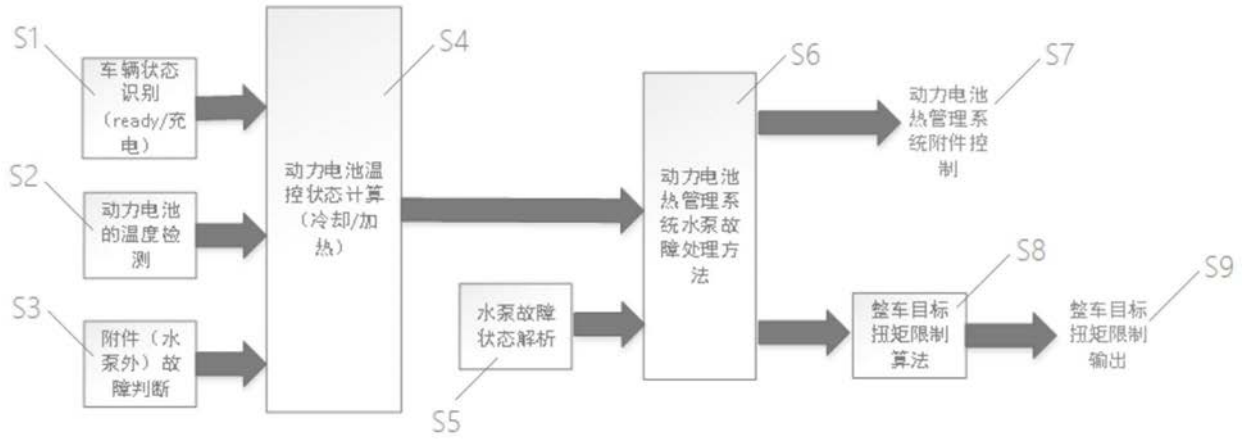 S1
车辆状态
识别
（ready/充
电）
S2
动力电池
的温度检
测
S3
附件（水
泵外）故
障判断
S4
动力电池温
控状态计算
（冷却/加
热）
S5
水泵故障
状态解析
S6
动力电池
热管理系
统水泵故
障处理方
法
S7
动力电池
热管理系
统附件控
制
S8
整车目标
扭矩限制
算法
S9
整车目标
扭矩限制
输出